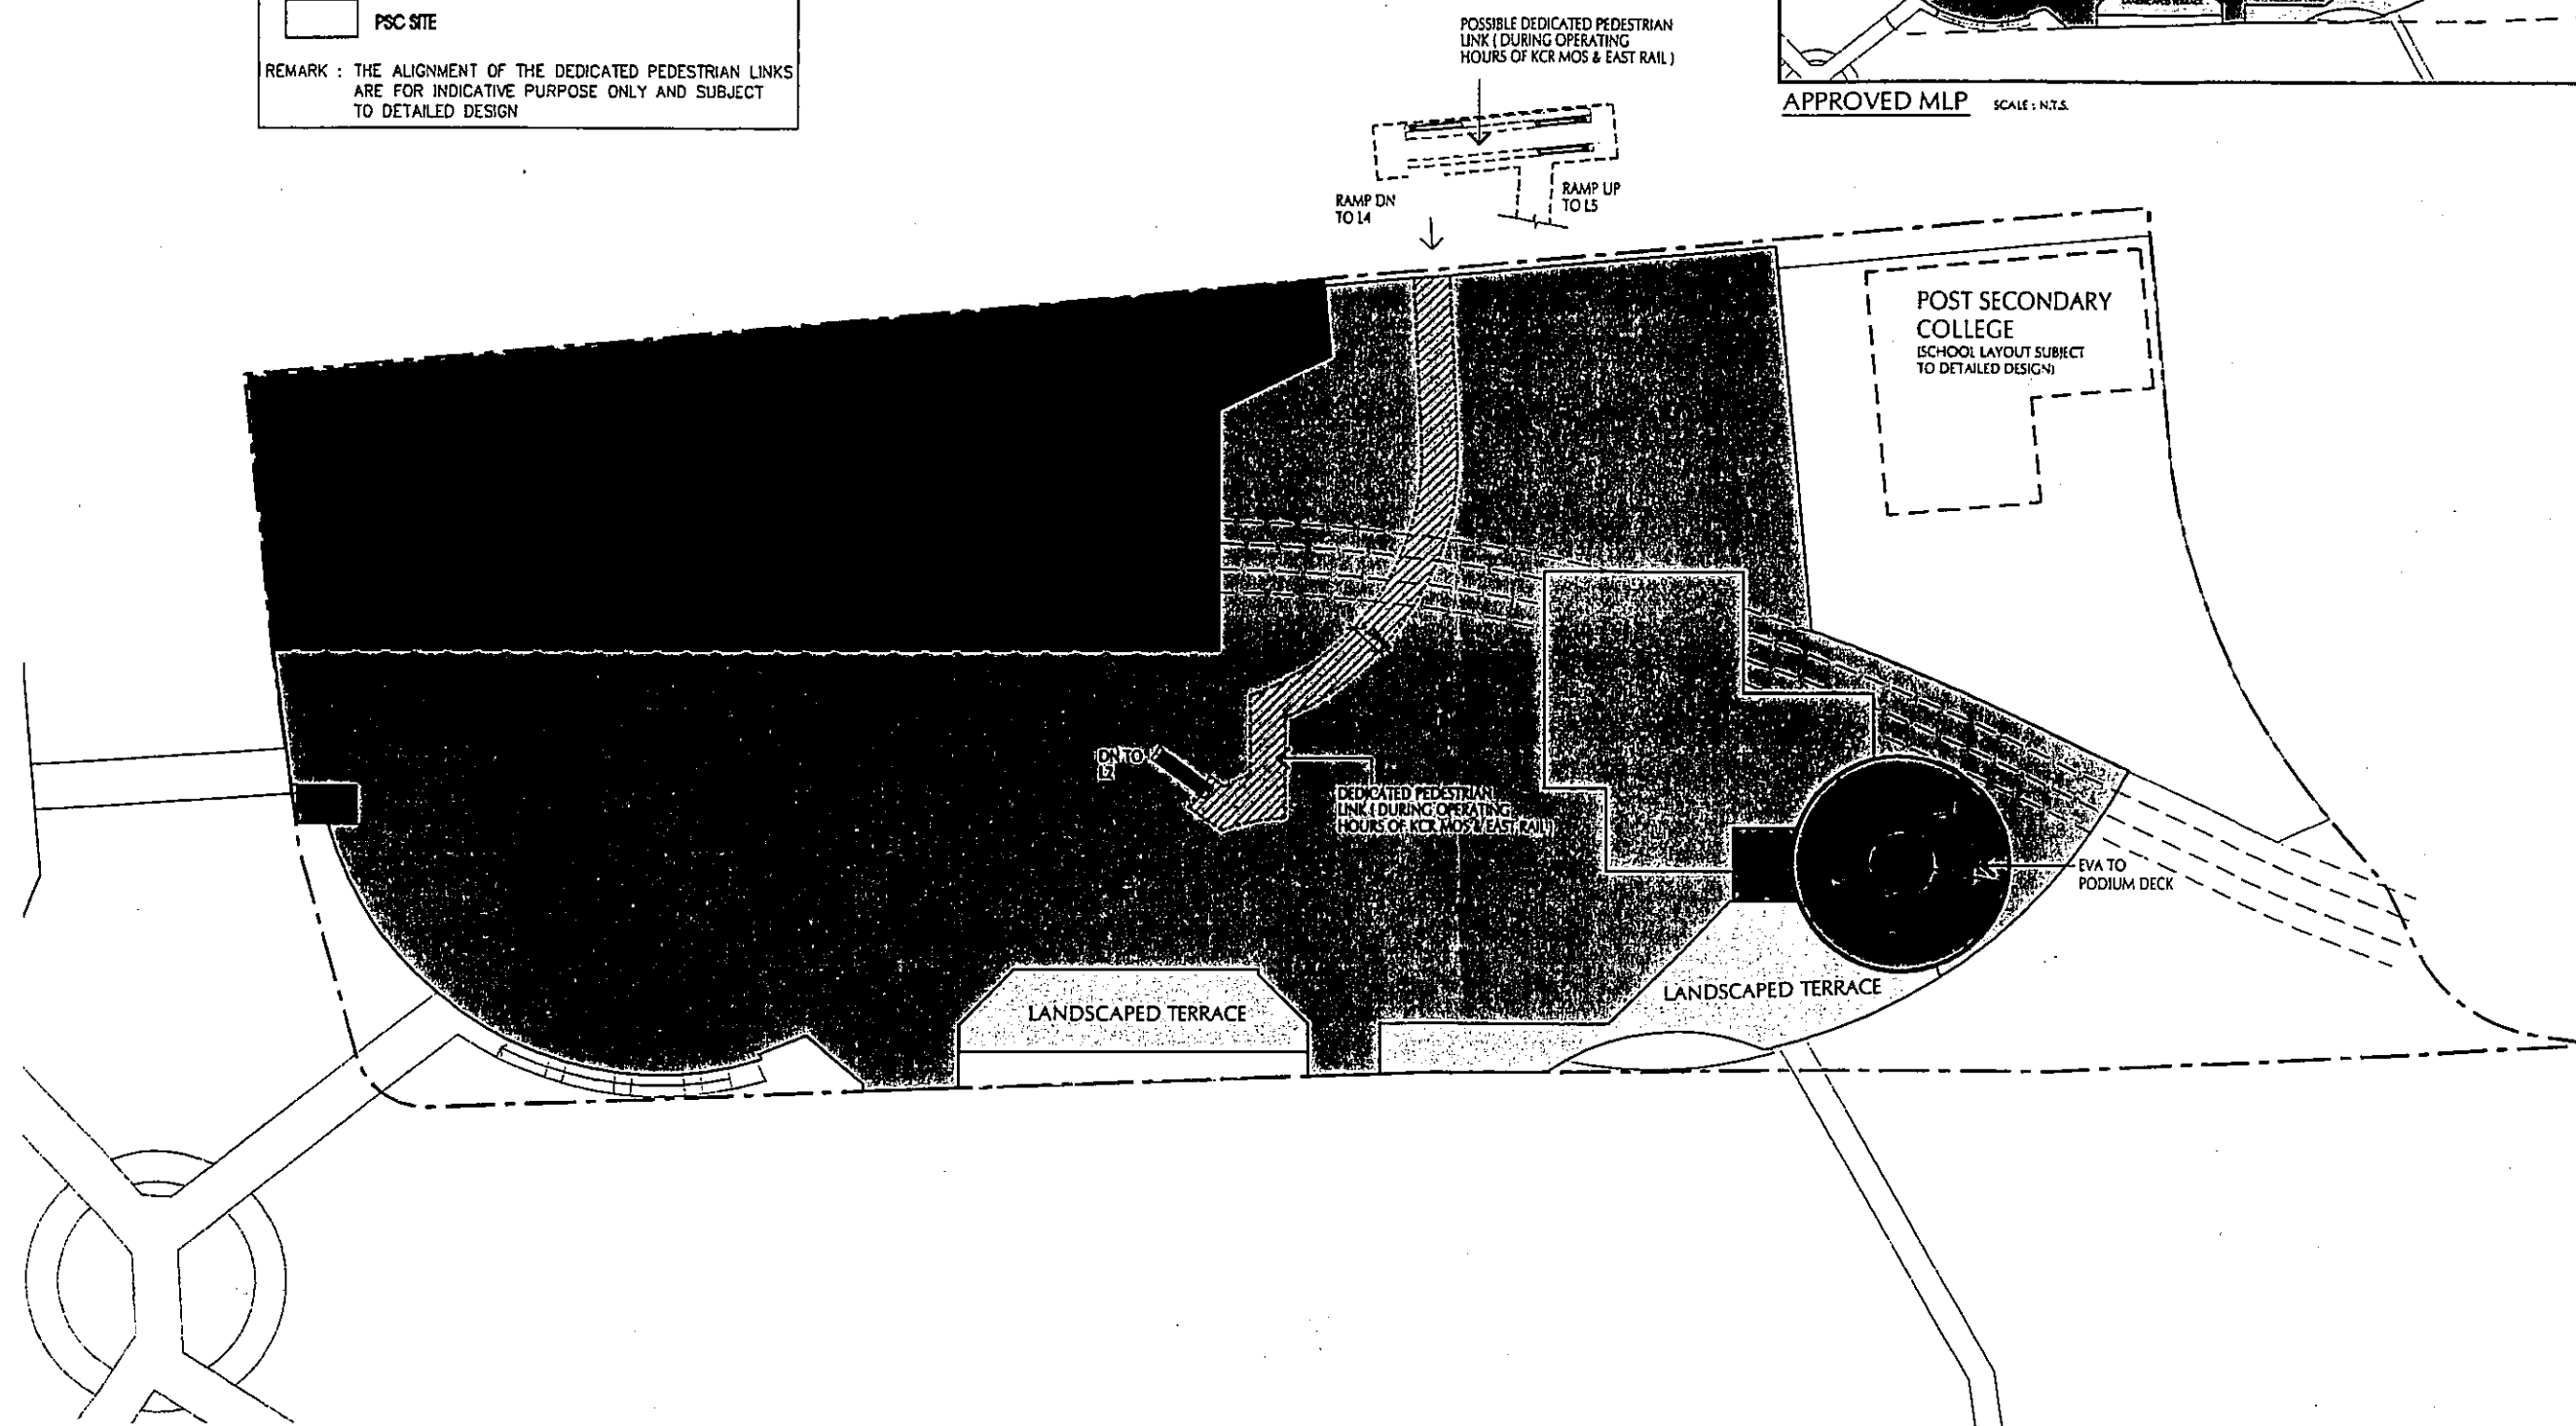 PSC SITE
REMARK : THE ALIGNMENT OF THE DEDICATED PEDESTRIAN LINKS
ARE FOR INDICATIVE PURPOSE ONLY AND SUBJECT
TO DETAILED DESIGN
POSSIBLE DEDICATED PEDESTRIAN
LINK ( DURING OPERATING
HOURS OF KCR MOS & EAST RAIL )
LANDSCAPED TERRACE
APPROVED MLP SCALE : N.T.S.
RAMP DN
TO L4
RAMP UP
TO L5
POST SECONDARY
COLLEGE
(SCHOOL LAYOUT SUBJECT
TO DETAILED DESIGN)
DN TO
L2
DEDICATED PEDESTRIAN
LINK ( DURING OPERATING
HOURS OF KCR MOS & EAST RAIL )
EVA TO
PODIUM DECK
LANDSCAPED TERRACE
LANDSCAPED TERRACE